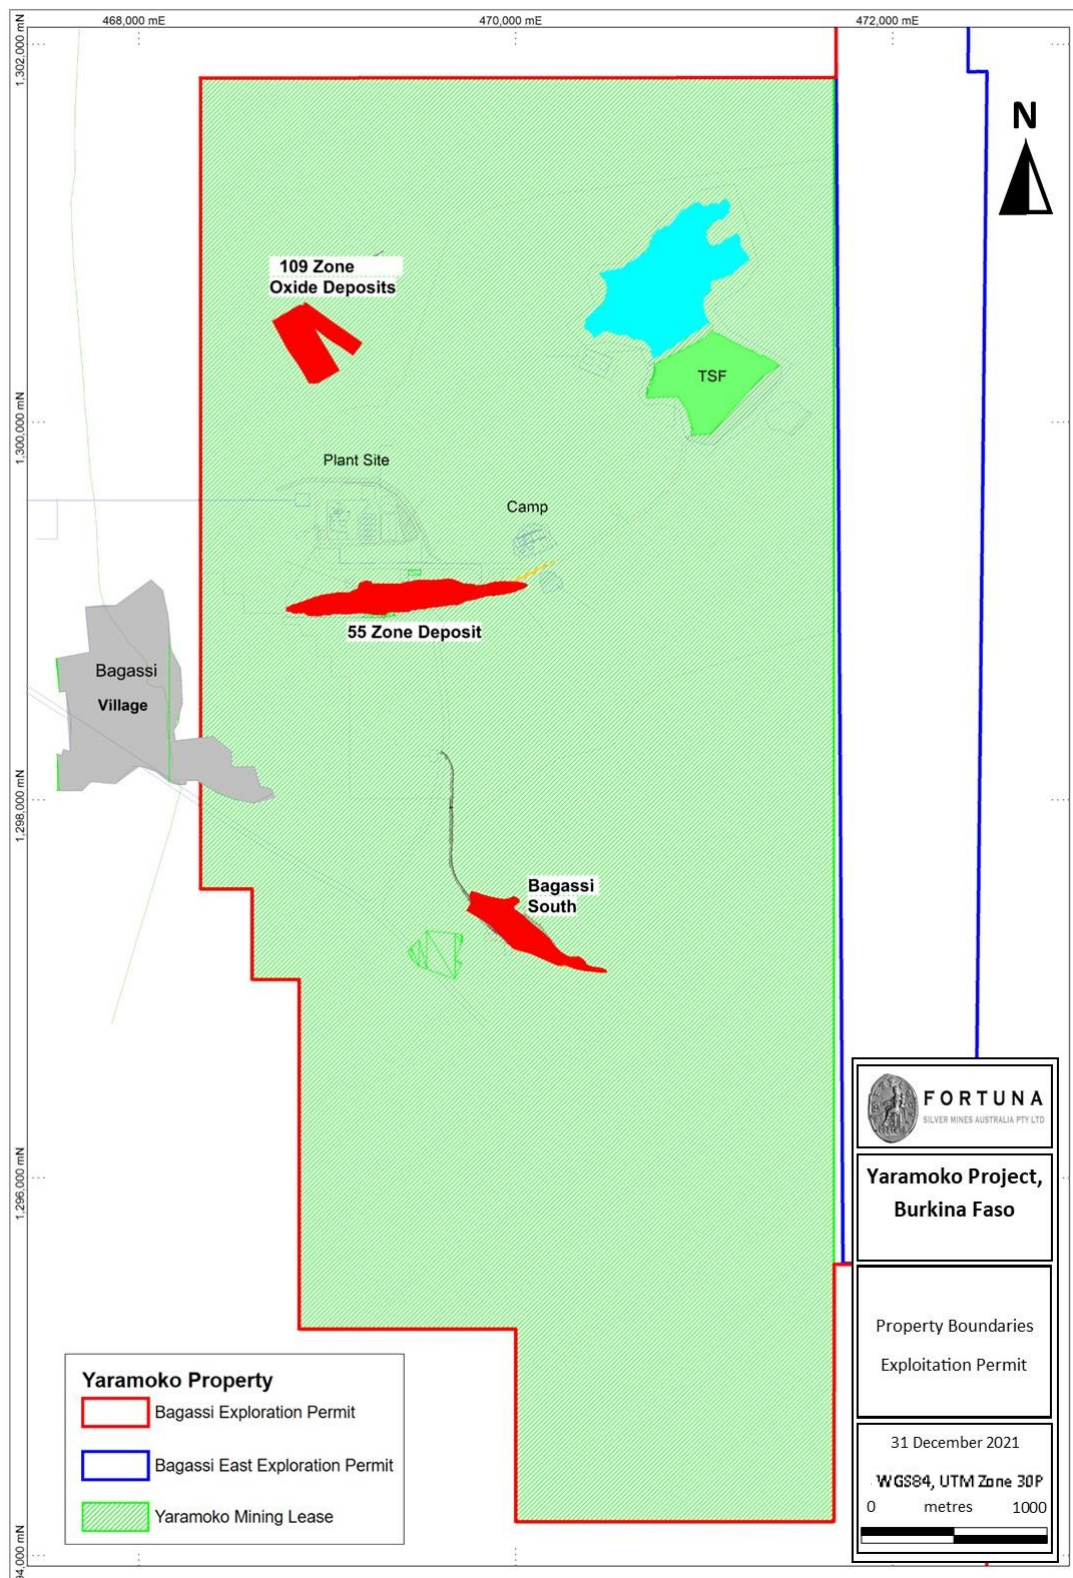 468,000 mE
470,000 mE
472,000 mE
1,302,000 mN
N
109 Zone
Oxide Deposits
TSF
1,300,000 mN
Plant Site
Camp
55 Zone Deposit
Bagassi
Village
1,298,000 mN
Bagassi
South
FORTUNA
SILVER MINES AUSTRALIA PTY LTD
1,296,000 mN
Yaramoko Project,
Burkina Faso
Property Boundaries
Exploitation Permit
Yaramoko Property
Bagassi Exploration Permit
Bagassi East Exploration Permit
Yaramoko Mining Lease
31 December 2021
WGS84, UTM Zone 30P
0 metres 1000
94,000 mN